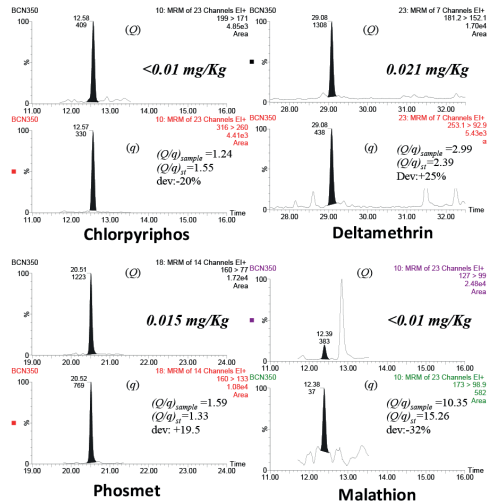 BCN350
10: MRM of 23 Channels EI+
199 > 171
4.85e3
Area
12.58
409
(Q)
<0.01 mg/Kg
%
0
11.00 12.00 13.00 14.00 15.00 16.00
BCN350
10: MRM of 23 Channels EI+
316 > 260
4.41e3
Area
12.57
330
(q)
(Q/q)sample = 1.24
(Q/q)st = 1.55
dev:-20%
100
%
0
Time
11.00 12.00 13.00 14.00 15.00 16.00
Chlorpyriphos
BCN350
23: MRM of 7 Channels EI+
181.2 > 152.1
1.70e4
Area
29.08
1308
(Q)
0.021 mg/Kg
%
0
28.00 29.00 30.00 31.00 32.00
BCN350
23: MRM of 7 Channels EI+
253.1 > 92.9
5.43e3
a
29.08
438
(q)
(Q/q)sample = 2.99
(Q/q)st = 2.39
Dev:+25%
%
0
Time
28.00 29.00 30.00 31.00 32.00
Deltamethrin
BCN350
18: MRM of 14 Channels EI+
160 > 77
1.72e4
Area
20.51
1223
(Q)
0.015 mg/Kg
%
0
19.00 20.00 21.00 22.00 23.00 24.00
BCN350
18: MRM of 14 Channels EI+
160 > 133
1.08e4
Area
20.52
769
(q)
(Q/q)sample = 1.59
(Q/q)st = 1.33
dev: +19.5
%
0
Time
19.00 20.00 21.00 22.00 23.00 24.00
Phosmet
BCN350
10: MRM of 23 Channels EI+
127 > 99
2.48e4
Area
(Q)
<0.01 mg/Kg
12.39
383
%
0
11.00 12.00 13.00 14.00 15.00 16.00
BCN350
10: MRM of 23 Channels EI+
173 > 98.9
582
Area
12.38
37
(q)
(Q/q)sample = 10.35
(Q/q)st = 15.26
dev:-32%
%
0
Time
11.00 12.00 13.00 14.00 15.00 16.00
Malathion